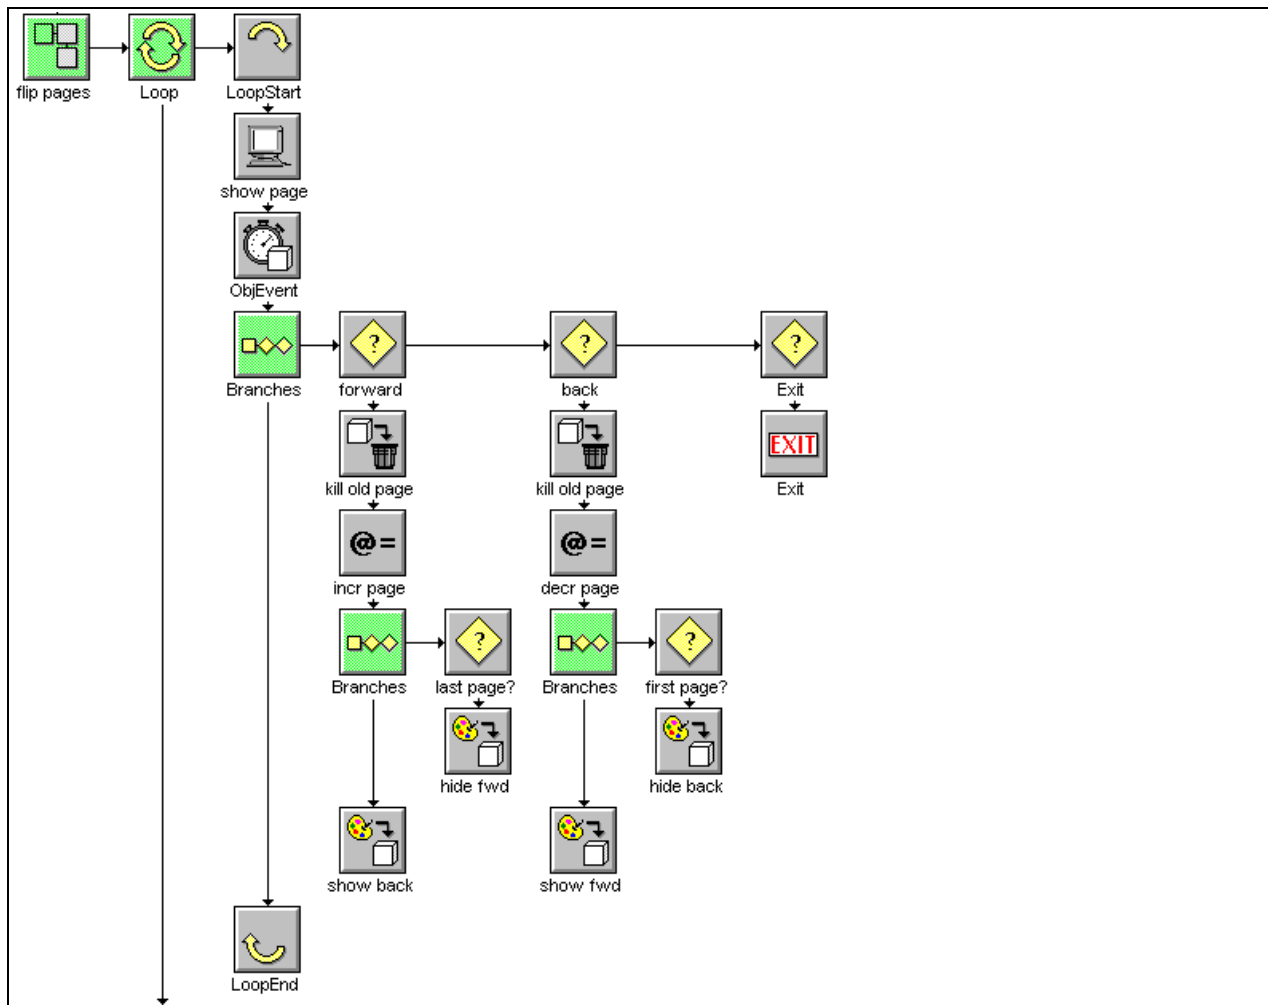 flip pages
Loop
LoopStart
show page
ObjEvent
Branches
forward
back
Exit
?
?
?
kill old page
kill old page
EXIT
Exit
@=
@=
incr page
decr page
?
?
Branches
last page?
Branches
first page?
hide fwd
hide back
show back
show fwd
LoopEnd